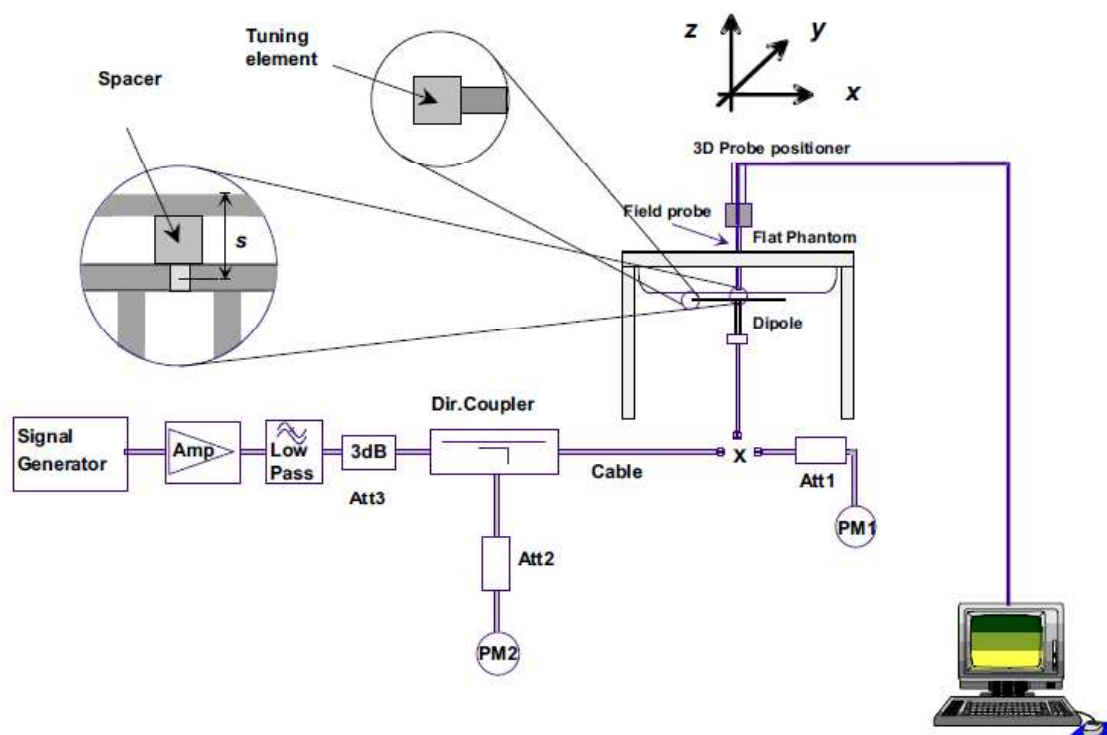 Tuning
element
Spacer
z
y
x
s
3D Probe positioner
Field probe
Flat Phantom
Dipole
Dir.Coupler
Signal
Generator
Amp
Low
Pass
3dB
Att3
Cable
X
Att1
PM1
Att2
PM2